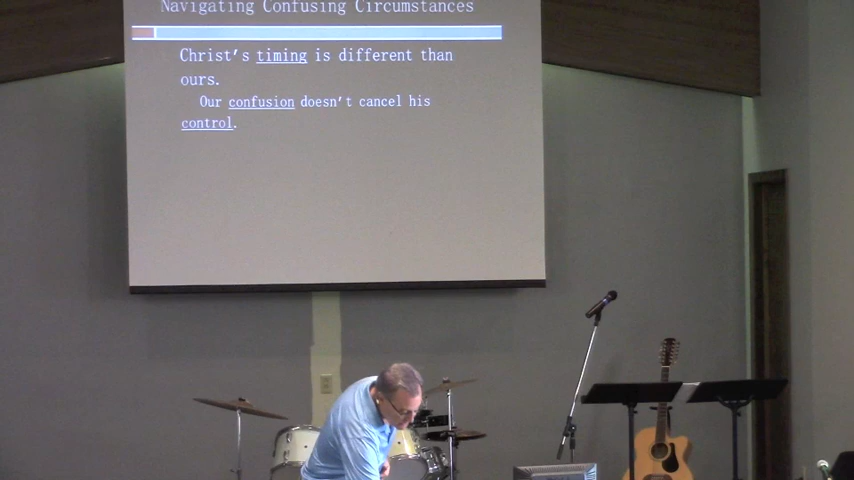 Navigating Confusing Circumstances
Christ's timing is different than
ours.
Our confusion doesn't cancel his
control.